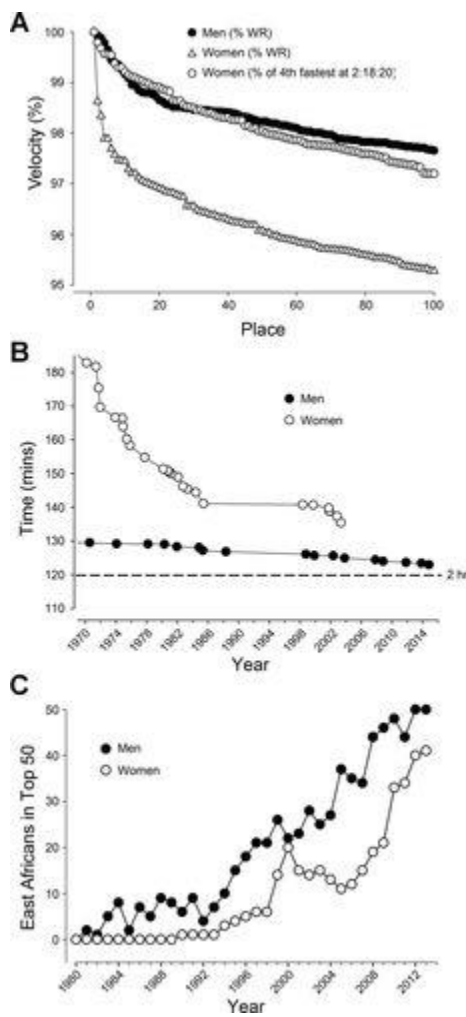 A
Men (% WR)
Women (% WR)
Women (% of 4th fastest at 2:18:20)
Velocity (%)
100
99
98
97
96
95
0 20 40 60 80 100
Place
B
Men
Women
Time (mins)
180
170
160
150
140
130
120
110
2 hr
1970 1974 1978 1982 1986 1990 1994 1998 2002 2006 2010 2014
Year
C
Men
Women
East Africans in Top 50
50
40
30
20
10
0
1980 1984 1988 1992 1996 2000 2004 2008 2012
Year